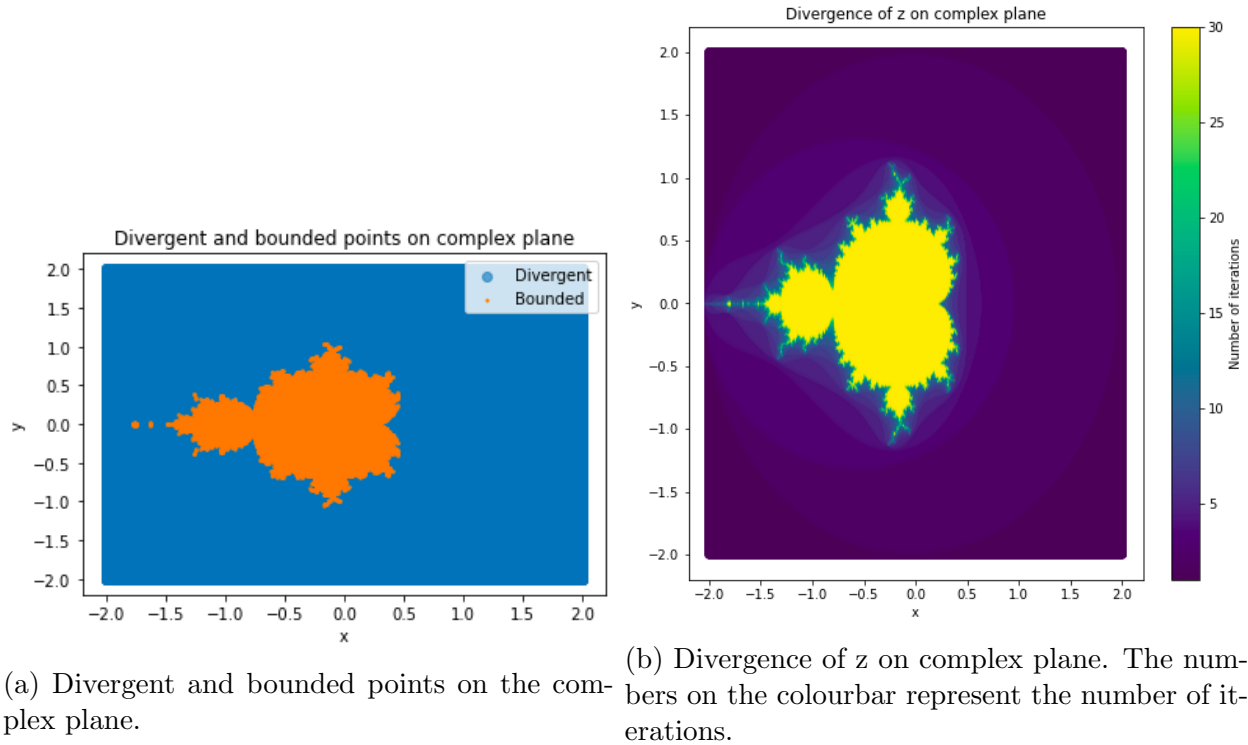 Divergent and bounded points on complex plane
2.0
1.5
1.0
0.5
0.0
−0.5
−1.0
−1.5
−2.0
y
Divergent
Bounded
−2.0 −1.5 −1.0 −0.5 0.0 0.5 1.0 1.5 2.0
x
(a) Divergent and bounded points on the com-
plex plane.
Divergence of z on complex plane
2.0
1.5
1.0
0.5
0.0
−0.5
−1.0
−1.5
−2.0
y
−2.0 −1.5 −1.0 −0.5 0.0 0.5 1.0 1.5 2.0
x
30
25
20
15
10
5
Number of iterations
(b) Divergence of z on complex plane. The num-
bers on the colourbar represent the number of it-
erations.